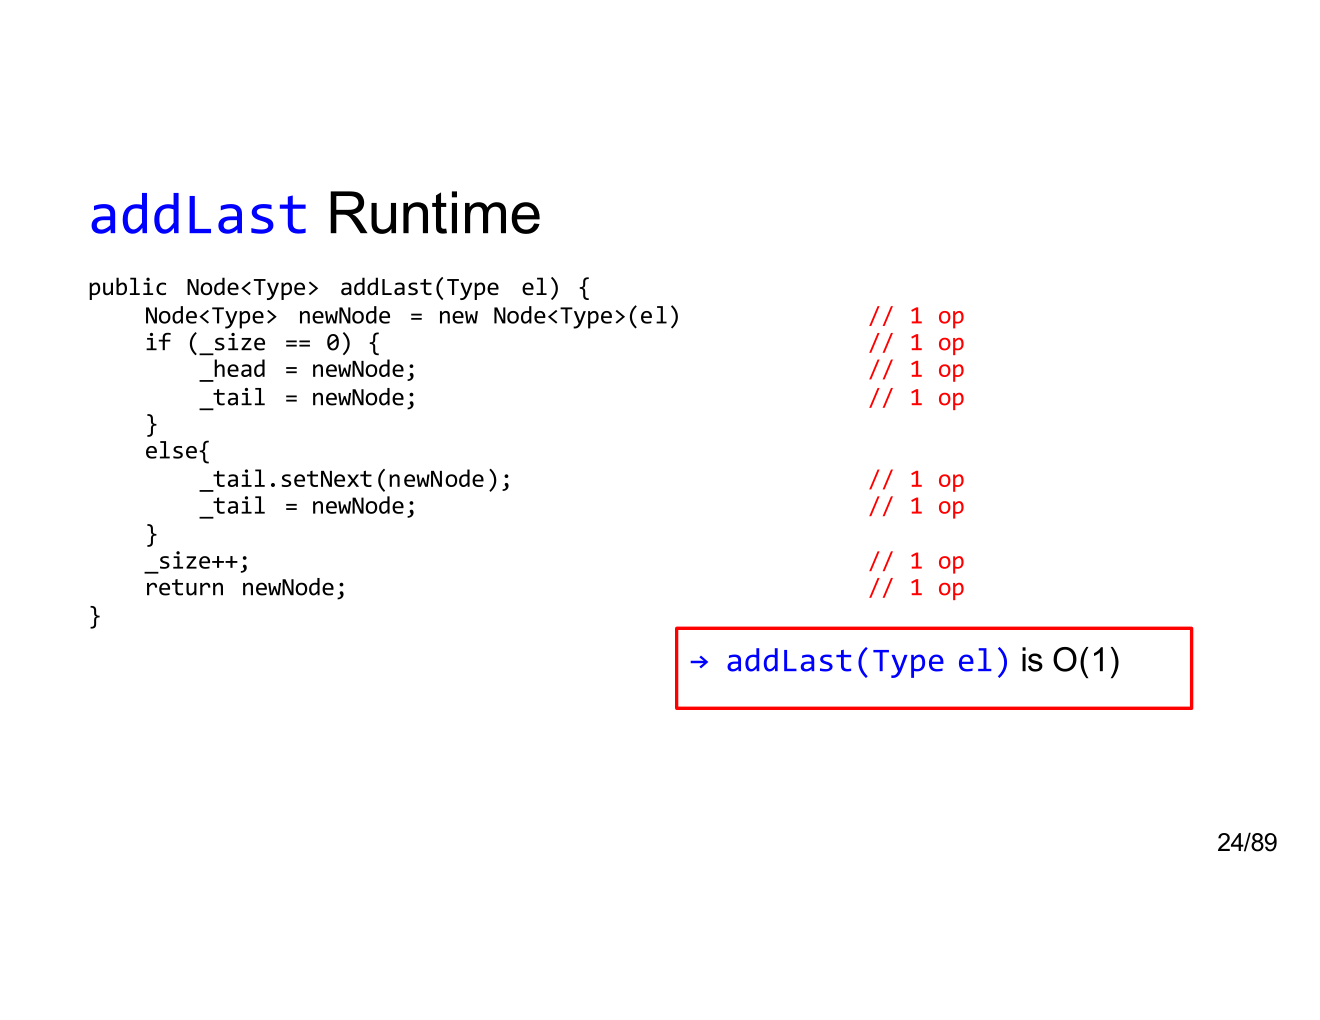 addLast Runtime
public Node<Type> addLast(Type el) {
Node<Type> newNode = new Node<Type>(el) // 1 op
if (_size == 0) { // 1 op
_head = newNode; // 1 op
_tail = newNode; // 1 op
}
else{
_tail.setNext(newNode); // 1 op
_tail = newNode; // 1 op
}
_size++; // 1 op
return newNode; // 1 op
}
→ addLast(Type el) is O(1)
24/89